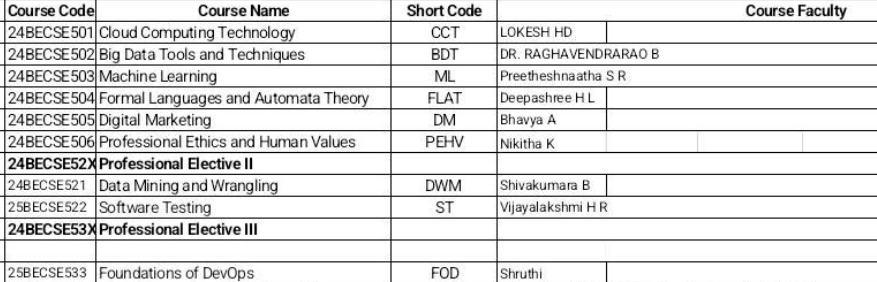 Course Code Course Name Short Code Course Faculty
24BECSE501 Cloud Computing Technology CCT LOKESH HD
24BECSE502 Big Data Tools and Techniques BDT DR. RAGHAVENDRARAO B
24BECSE503 Machine Learning ML Preetheshnaatha S R
24BECSE504 Formal Languages and Automata Theory FLAT Deepashree H L
24BECSE505 Digital Marketing DM Bhavya A
24BECSE506 Professional Ethics and Human Values PEHV Nikitha K
24BECSE52X Professional Elective II
24BECSE521 Data Mining and Wrangling DWM Shivakumara B
25BECSE522 Software Testing ST Vijayalakshmi H R
24BECSE53X Professional Elective III
25BECSE533 Foundations of DevOps FOD Shruthi